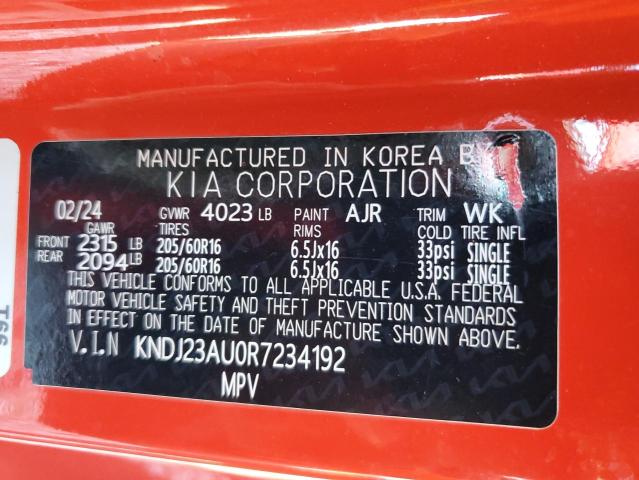 MANUFACTURED IN KOREA BY
KIA CORPORATION
02/24 GVWR 4023 LB PAINT AJR TRIM WK
GAWR TIRES RIMS COLD TIRE INFL
FRONT 2315 LB 205/60R16 6.5Jx16 33psi SINGLE
REAR 2094 LB 205/60R16 6.5Jx16 33psi SINGLE
THIS VEHICLE CONFORMS TO ALL APPLICABLE U.S.A. FEDERAL
MOTOR VEHICLE SAFETY AND THEFT PREVENTION STANDARDS
IN EFFECT ON THE DATE OF MANUFACTURE SHOWN ABOVE.
V.I.N KNDJ23AU0R7234192
MPV